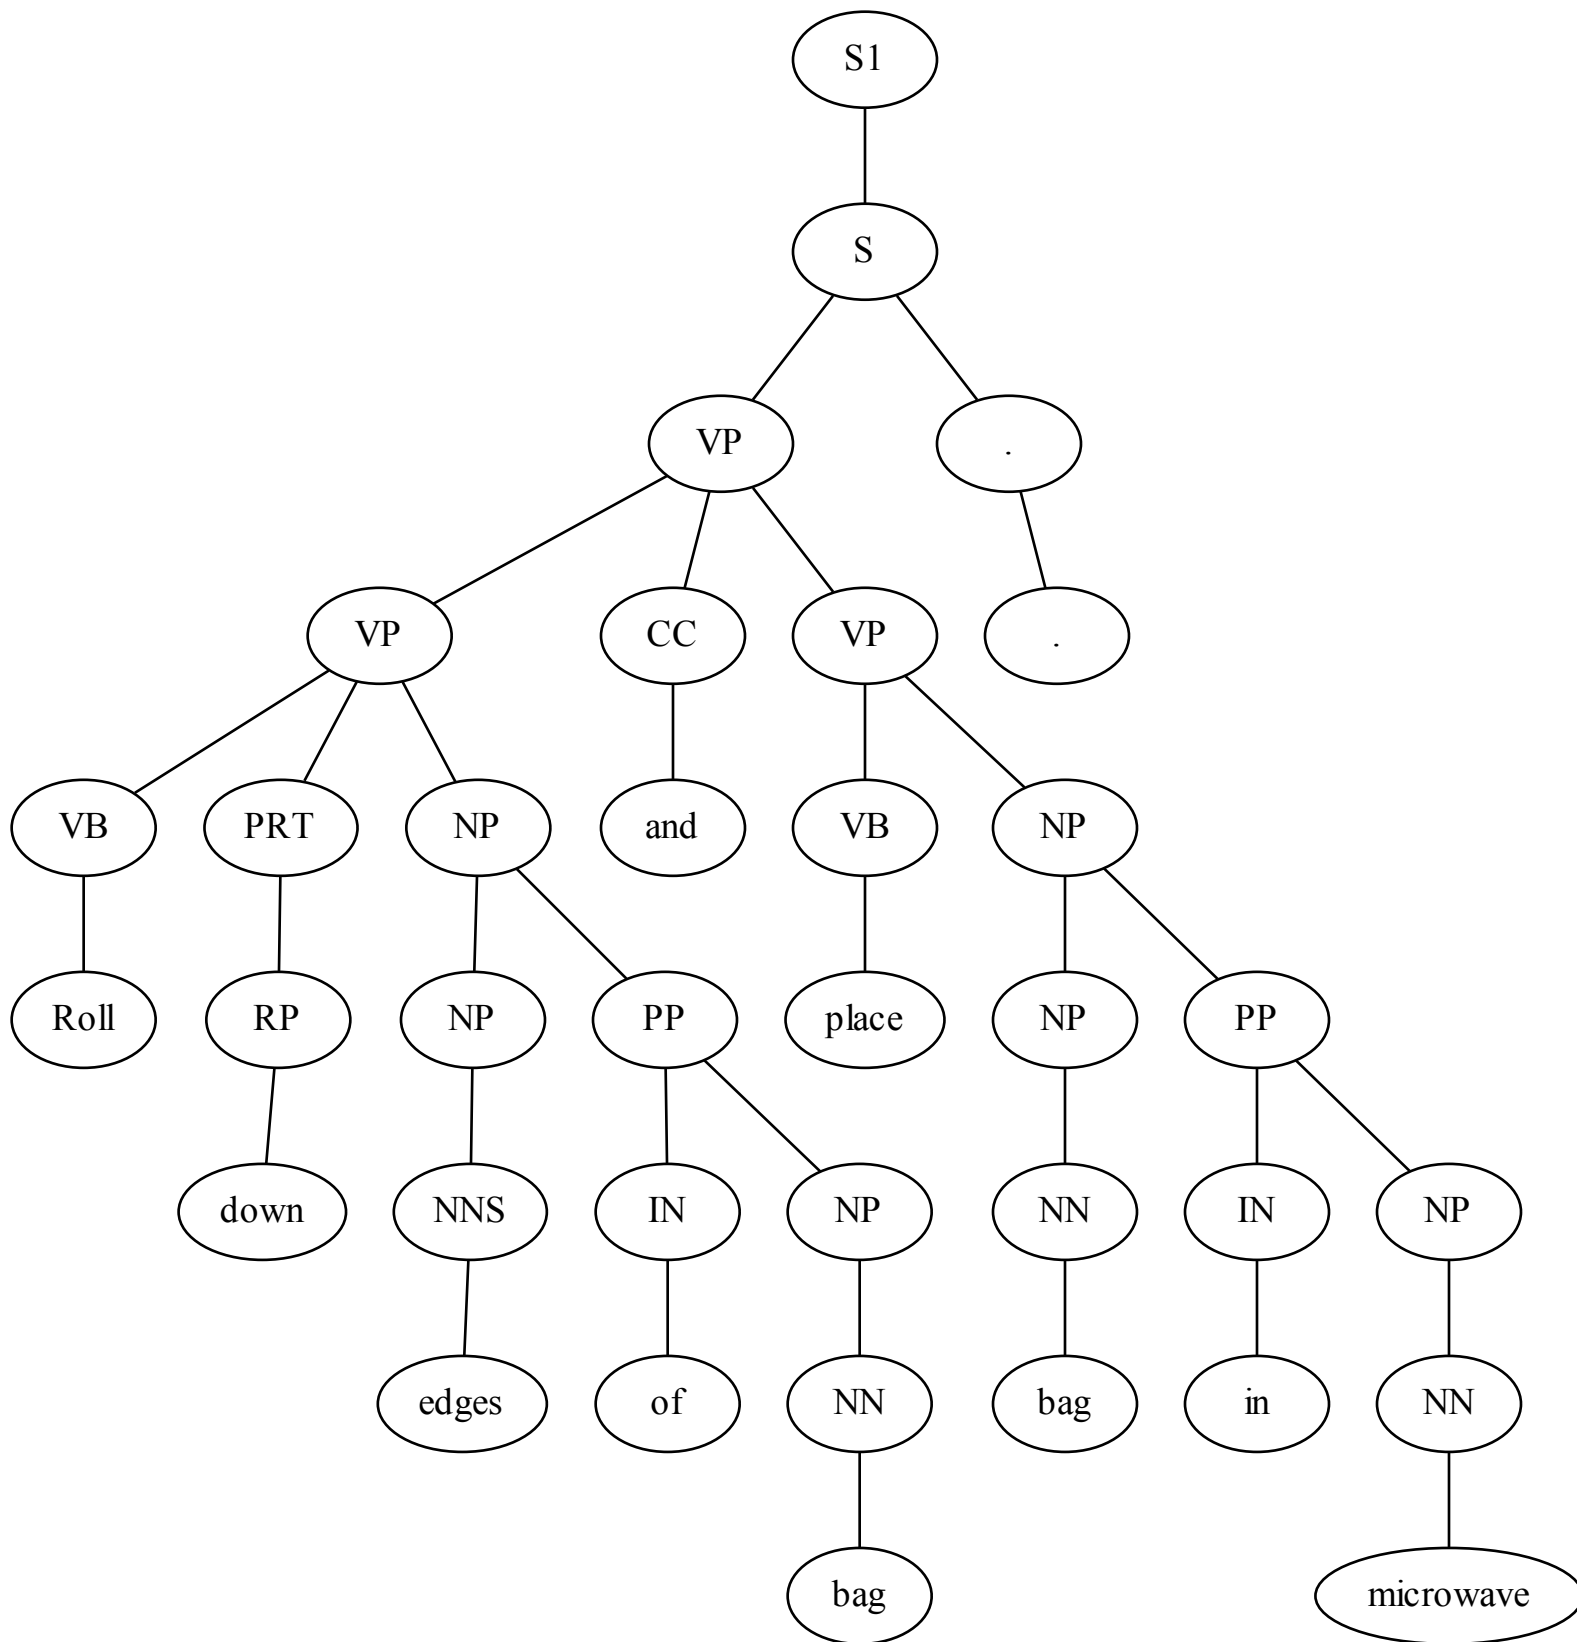 S1
S
VP .
VP CC VP .
VB PRT NP and VB NP
Roll RP NP PP place NP PP
down NNS IN NP NN IN NP
edges of NN bag in NN
bag microwave